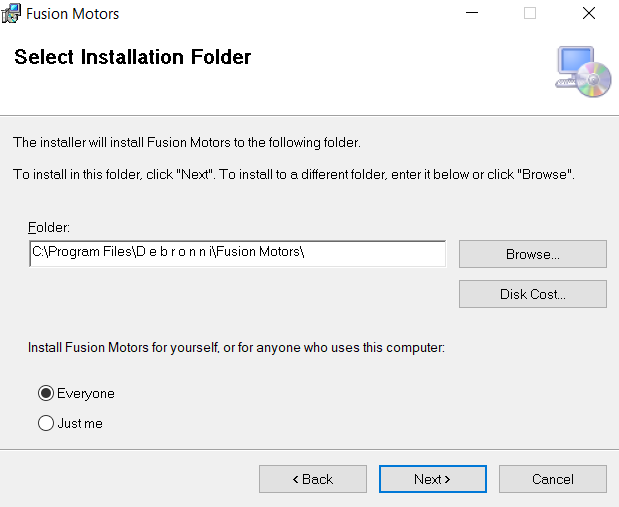 Fusion Motors
Select Installation Folder
The installer will install Fusion Motors to the following folder.
To install in this folder, click "Next". To install to a different folder, enter it below or click "Browse".
Folder:
C:\Program Files\D e b r o n n i\Fusion Motors\
Browse...
Disk Cost...
Install Fusion Motors for yourself, or for anyone who uses this computer:
Everyone
Just me
< Back
Next >
Cancel